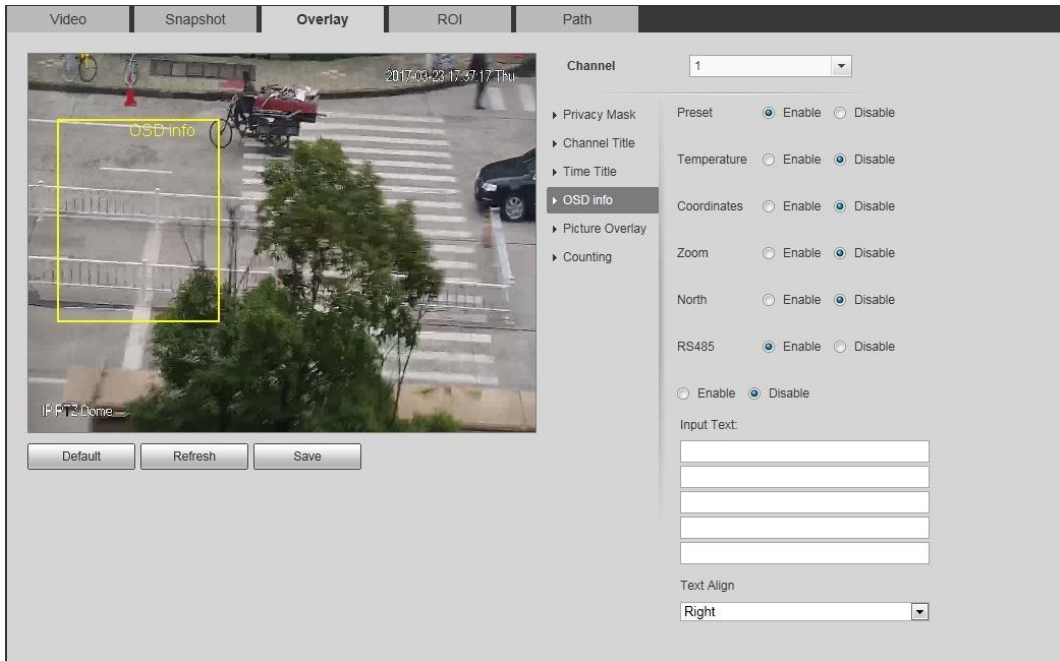 Video Snapshot Overlay ROI Path
2017-03-23 17:37:17 Thu
OSD info
IP PTZ Dome
Default Refresh Save
Channel 1
Privacy Mask
Channel Title
Time Title
OSD info
Picture Overlay
Counting
Preset Enable Disable
Temperature Enable Disable
Coordinates Enable Disable
Zoom Enable Disable
North Enable Disable
RS485 Enable Disable
Enable Disable
Input Text:
Text Align
Right